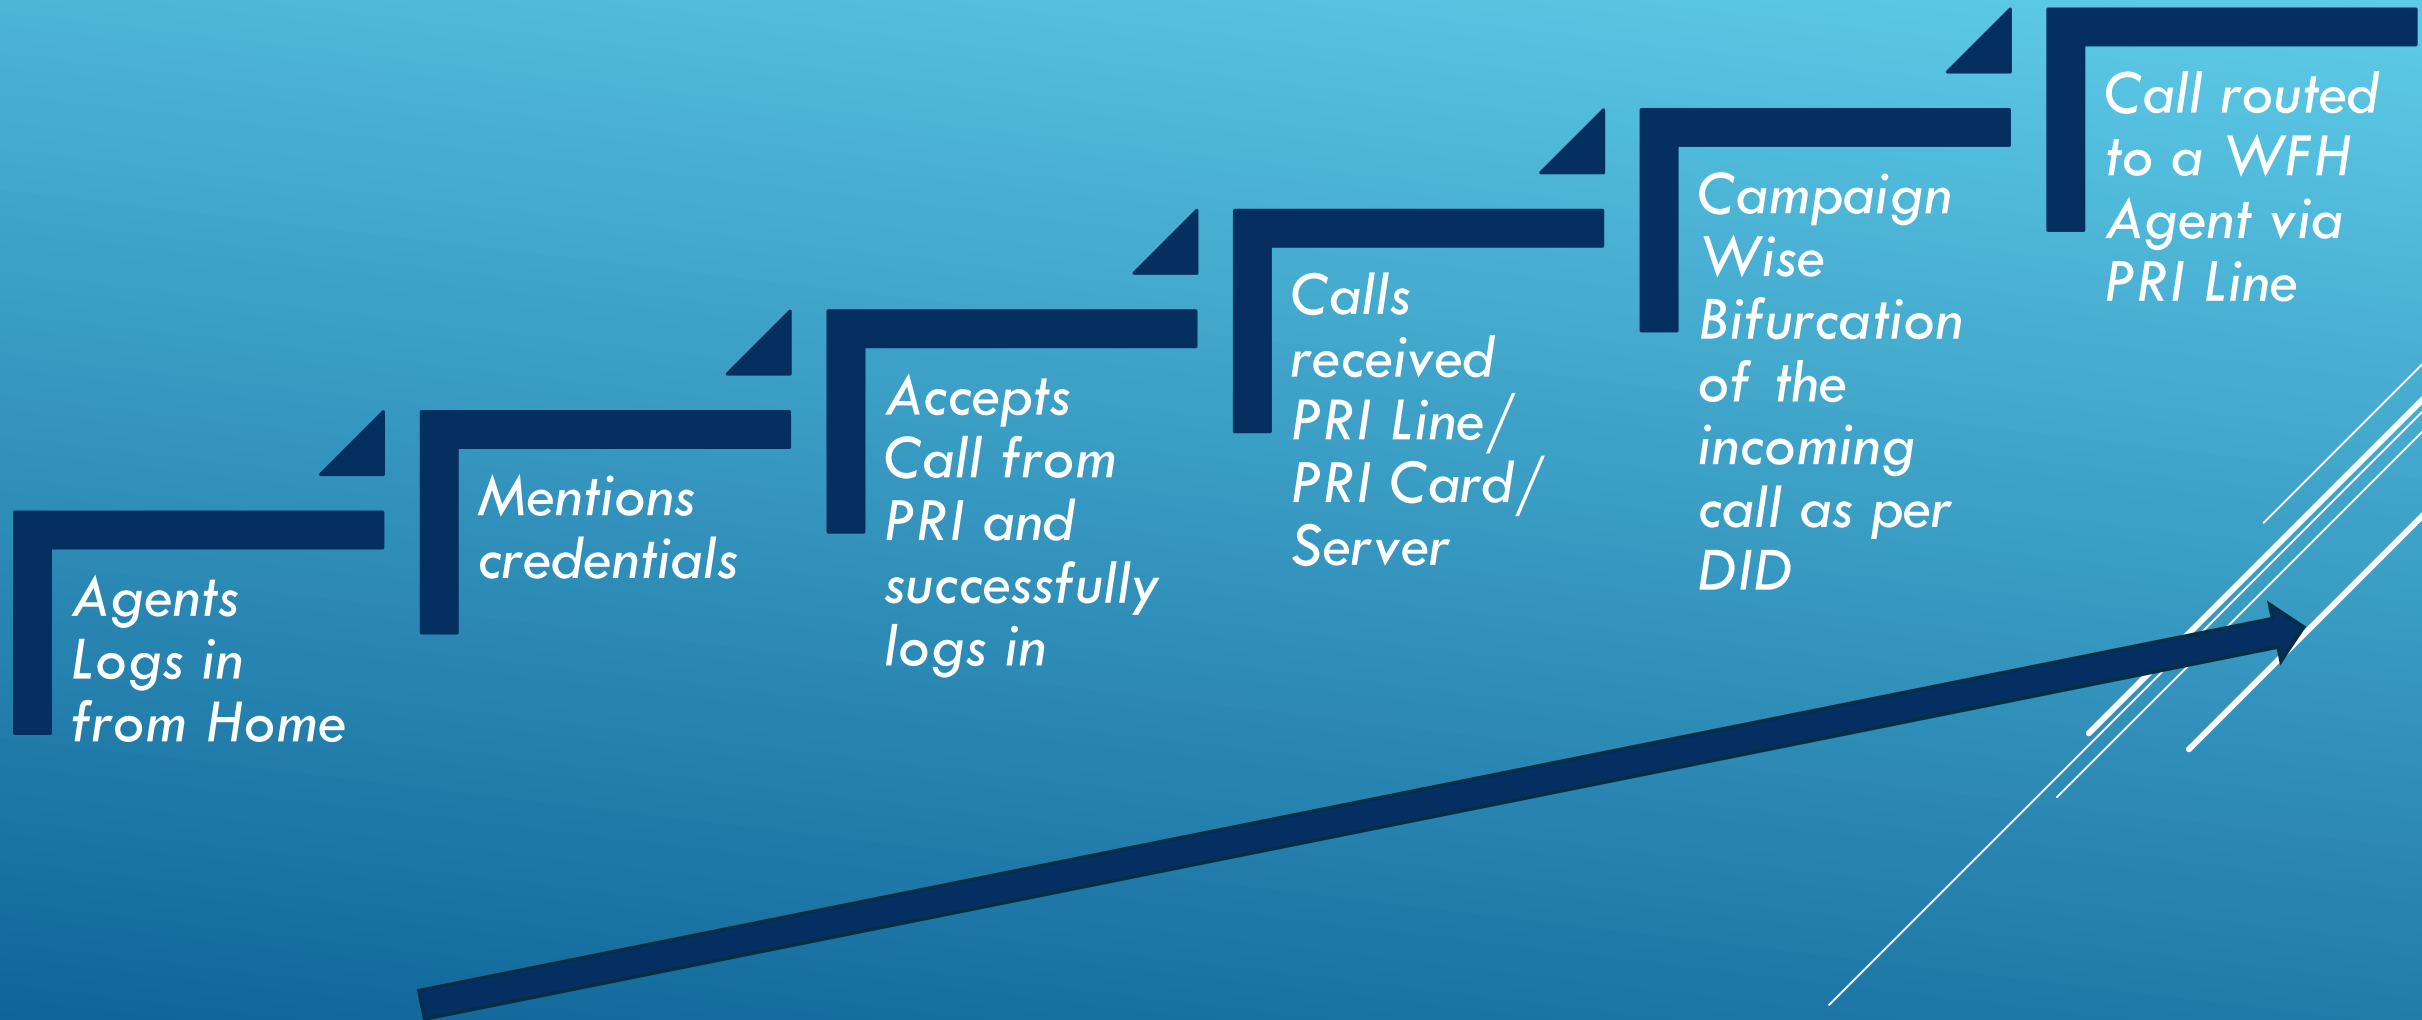 Agents
Logs in
from Home
Mentions
credentials
Accepts
Call from
PRI and
successfully
logs in
Calls
received
PRI Line/
PRI Card/
Server
Campaign
Wise
Bifurcation
of the
incoming
call as per
DID
Call routed
to a WFH
Agent via
PRI Line